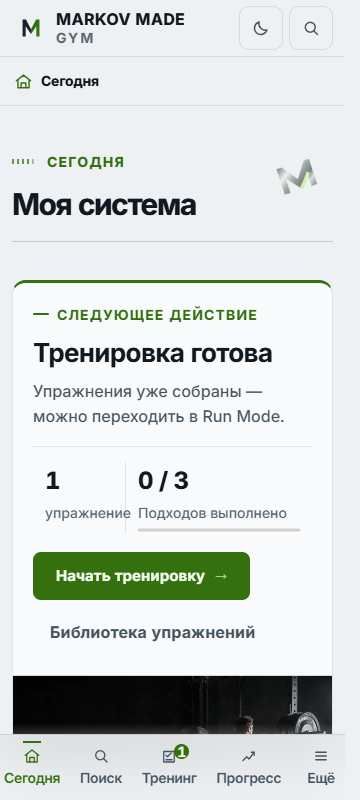 MARKOV MADE
GYM
Сегодня
СЕГОДНЯ
Моя система
СЛЕДУЮЩЕЕ ДЕЙСТВИЕ
Тренировка готова
Упражнения уже собраны —
можно переходить в Run Mode.
1
упражнение
0 / 3
Подходов выполнено
Начать тренировку →
Библиотека упражнений
1
Сегодня
Поиск
Тренинг
Прогресс
Ещё